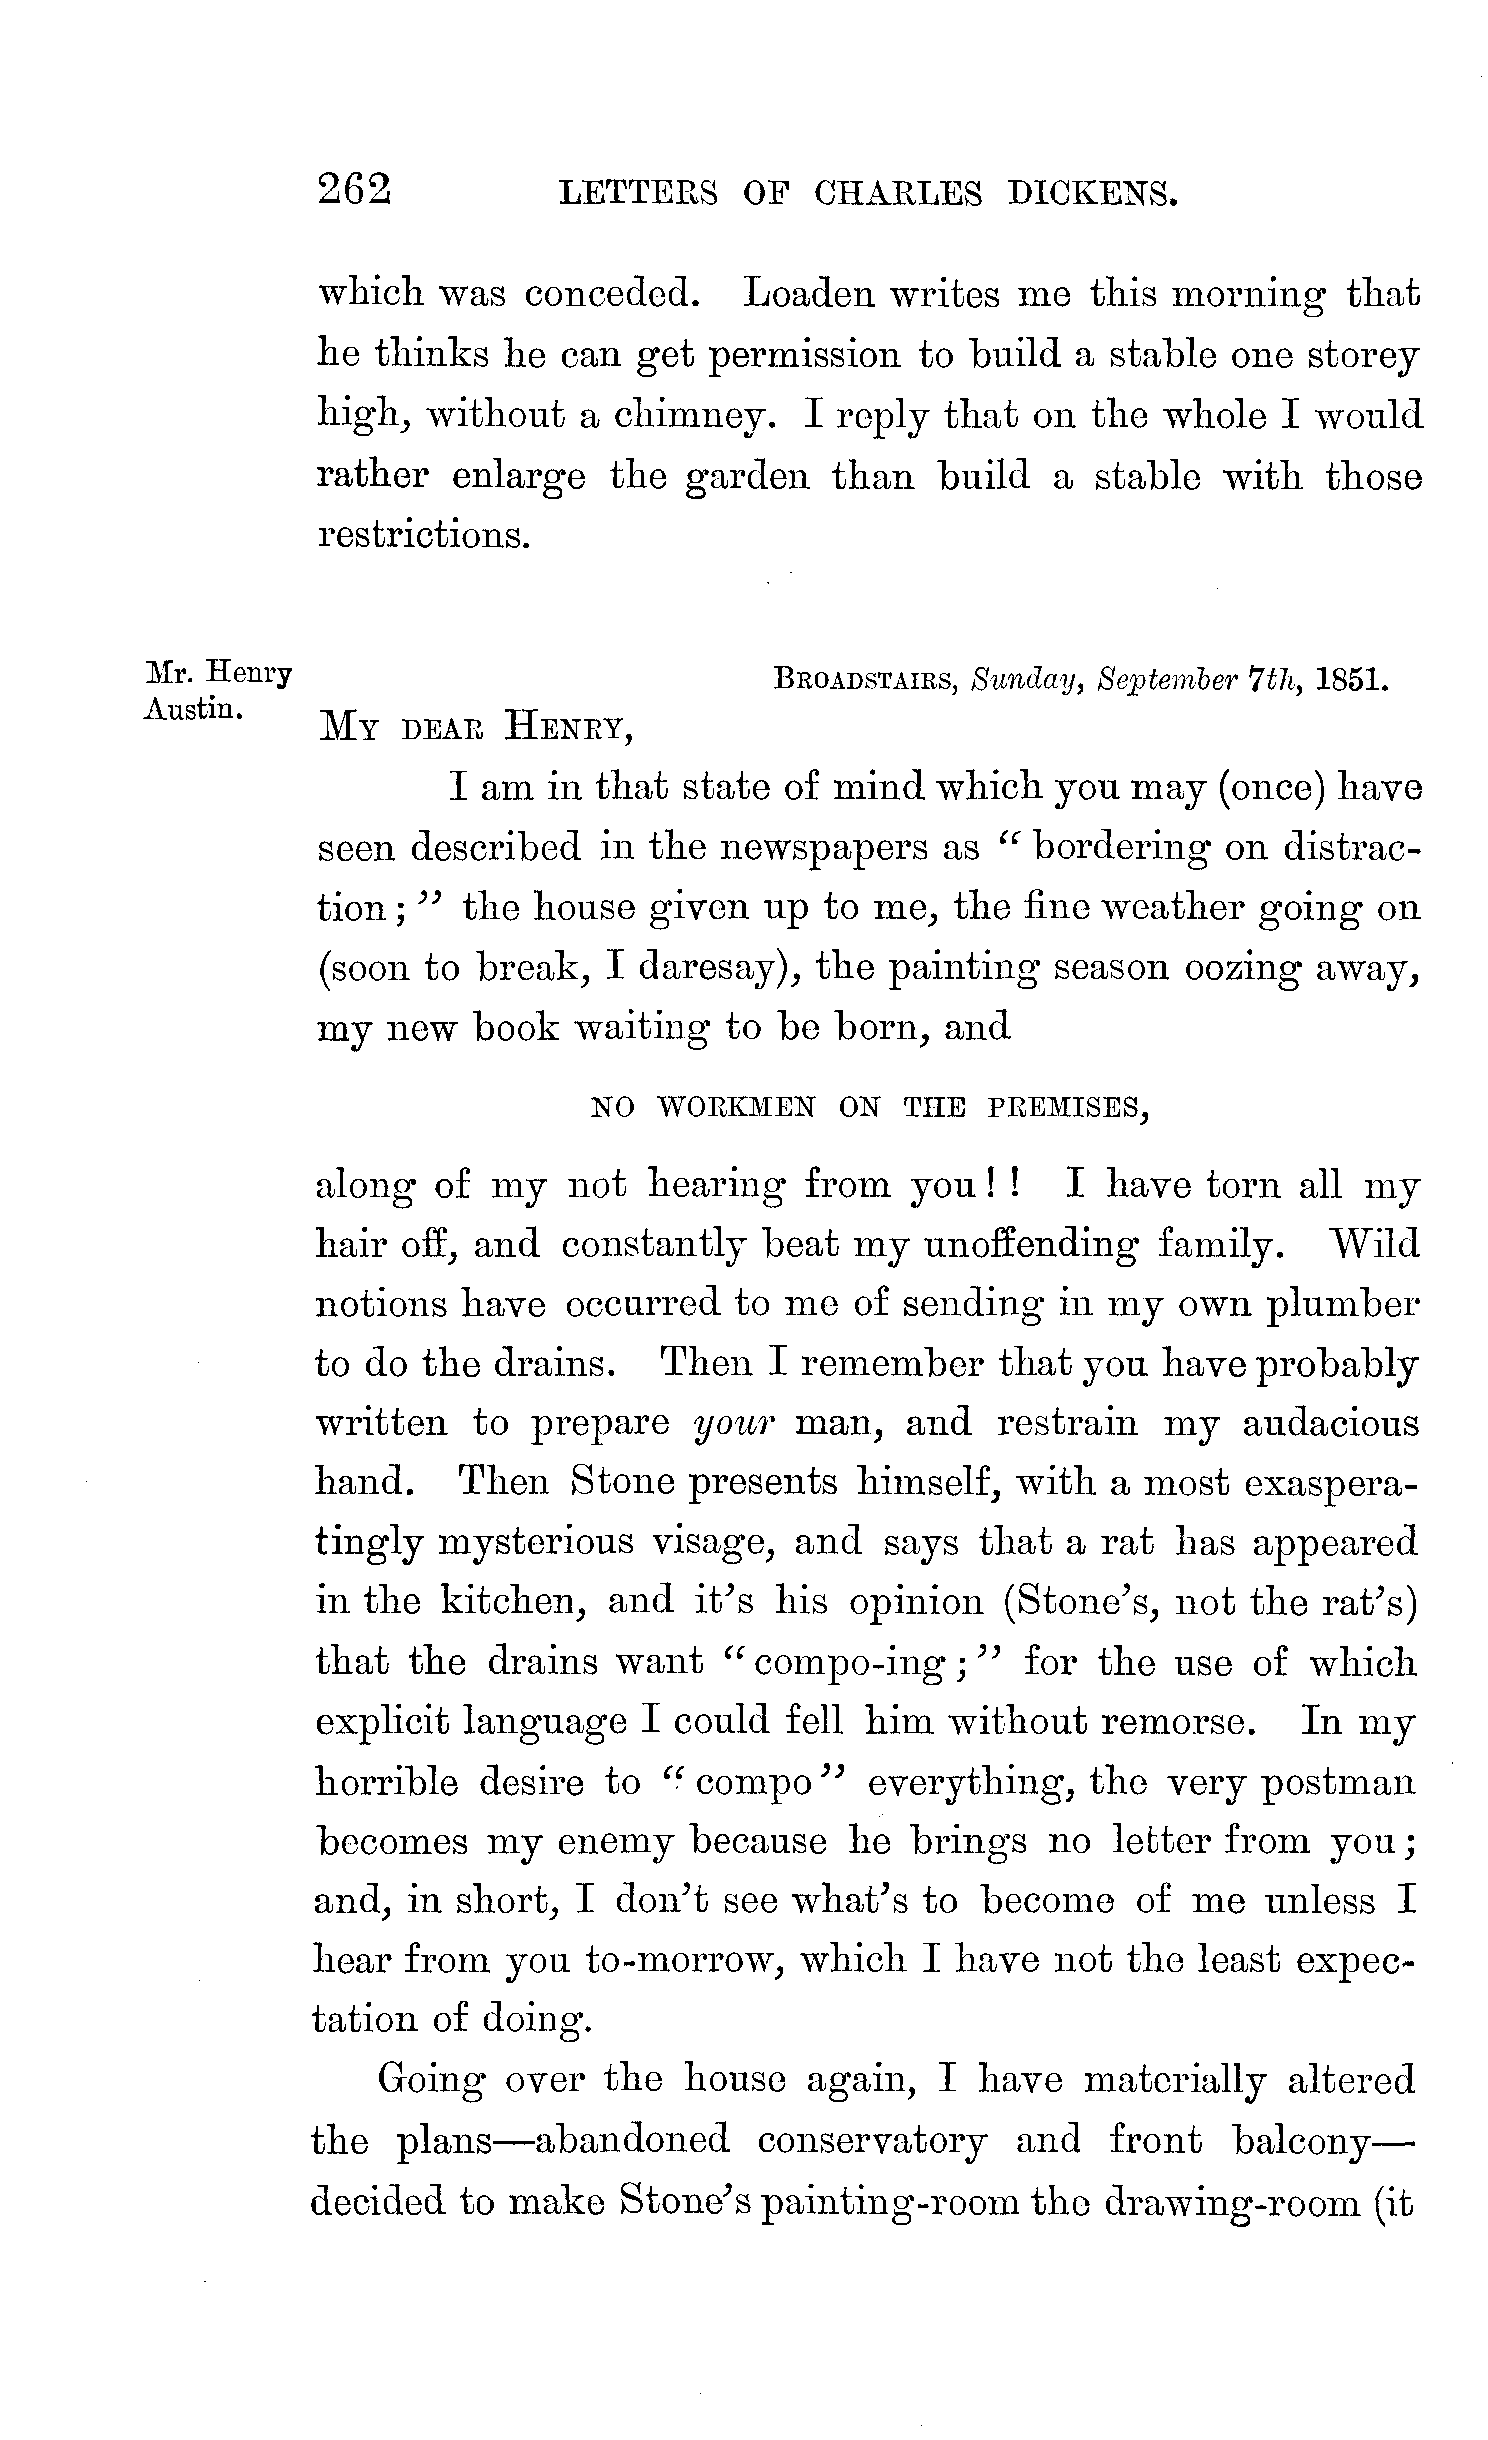 262 LETTERS OF CHARLES DICKENS.
which was conceded. Loaden writes me this morning that
he thinks he can get permission to build a stable one storey
high, without a chimney. I reply that on the whole I would
rather enlarge the garden than build a stable with those
restrictions.
Mr. Henry
Austin.
BROADSTAIRS, Sunday, September 7th, 1851.
MY DEAR HENRY,
I am in that state of mind which you may (once) have
seen described in the newspapers as “ bordering on distrac-
tion ; ” the house given up to me, the fine weather going on
(soon to break, I daresay), the painting season oozing away,
my new book waiting to be born, and
NO WORKMEN ON THE PREMISES,
along of my not hearing from you ! ! I have torn all my
hair off, and constantly beat my unoffending family. Wild
notions have occurred to me of sending in my own plumber
to do the drains. Then I remember that you have probably
written to prepare your man, and restrain my audacious
hand. Then Stone presents himself, with a most exaspera-
tingly mysterious visage, and says that a rat has appeared
in the kitchen, and it’s his opinion (Stone’s, not the rat’s)
that the drains want “ compo-ing ; ” for the use of which
explicit language I could fell him without remorse. In my
horrible desire to “ compo ” everything, the very postman
becomes my enemy because he brings no letter from you ;
and, in short, I don’t see what’s to become of me unless I
hear from you to-morrow, which I have not the least expec-
tation of doing.
Going over the house again, I have materially altered
the plans—abandoned conservatory and front balcony—
decided to make Stone’s painting-room the drawing-room (it